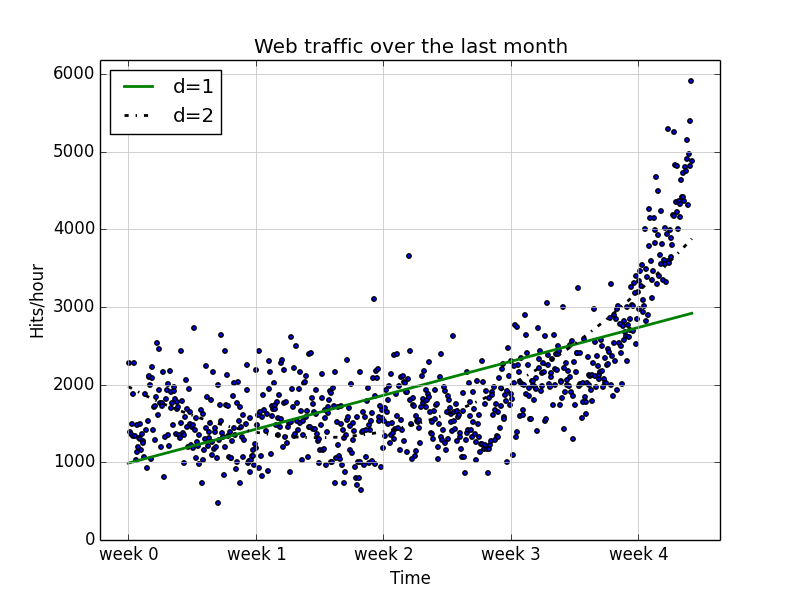 Web traffic over the last month
6000
5000
4000
3000
2000
1000
0
d=1
d=2
Hits/hour
week 0 week 1 week 2 week 3 week 4
Time